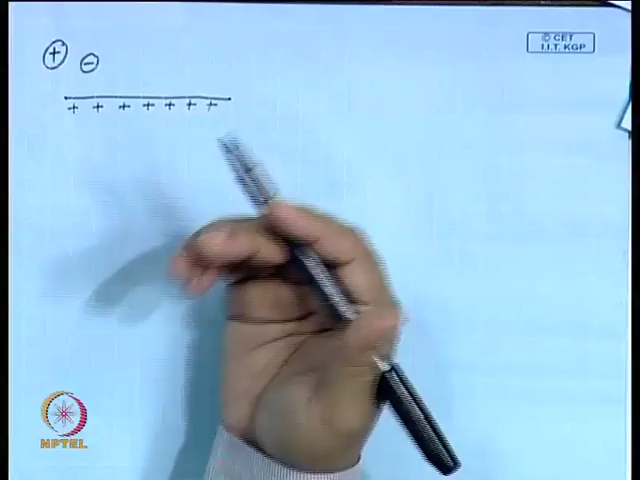 © CET
I.I.T. KGP
+ -
+ + + + + + +
NPTEL